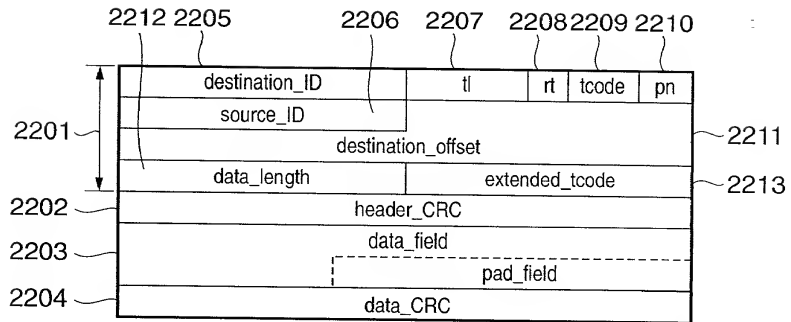 2212 2205 2206 2207 2208 2209 2210
destination_ID tl rt tcode pn
source_ID
2201
destination_offset 2211
data_length extended_tcode 2213
2202 header_CRC
data_field
2203
pad_field
2204 data_CRC